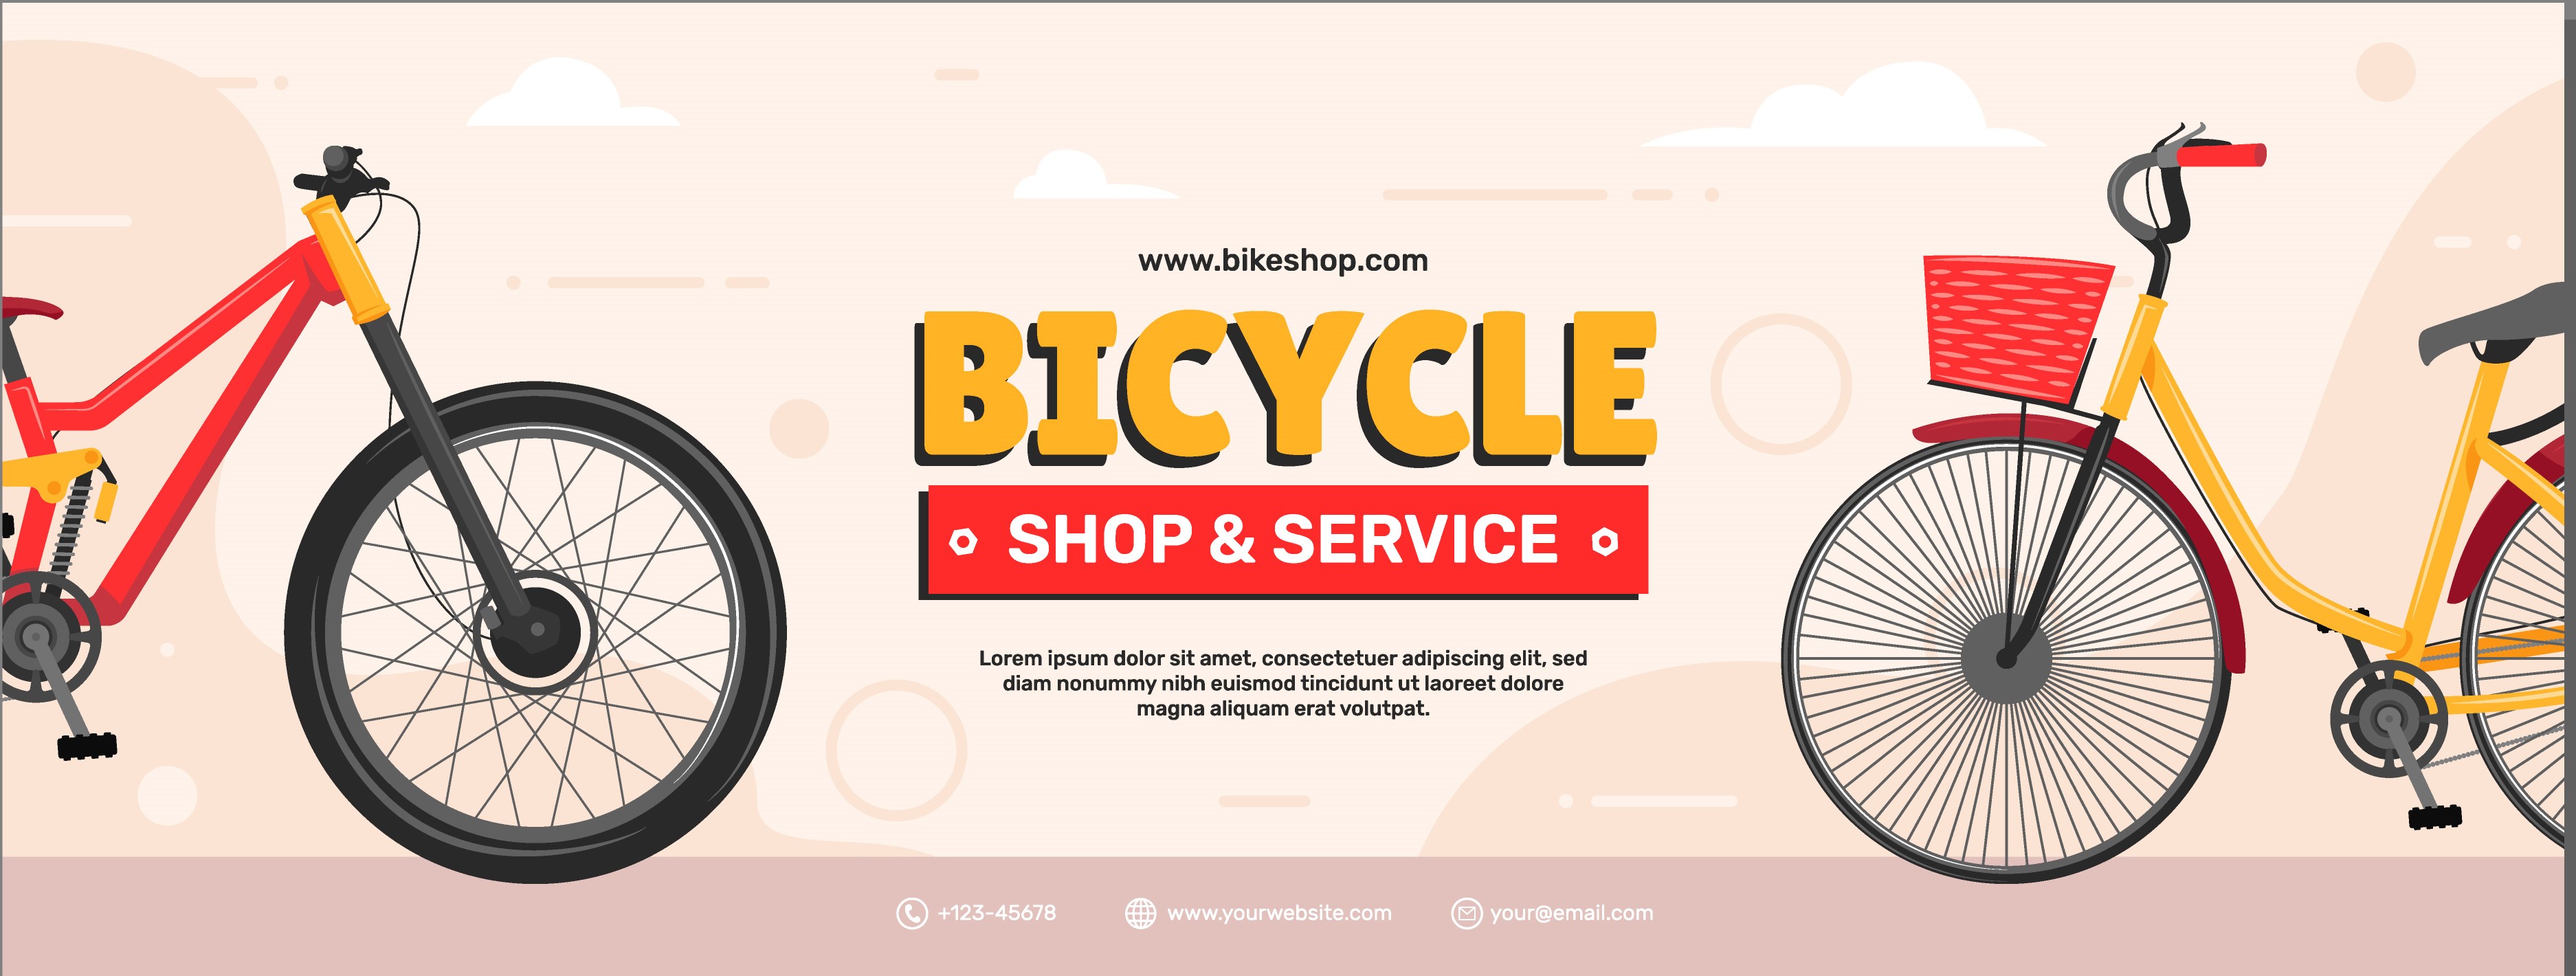 www.bikeshop.com
BICYCLE
SHOP & SERVICE
Lorem ipsum dolor sit amet, consectetuer adipiscing elit, sed
diam nonummy nibh euismod tincidunt ut laoreet dolore
magna aliquam erat volutpat.
+123-45678 www.yourwebsite.com your@email.com